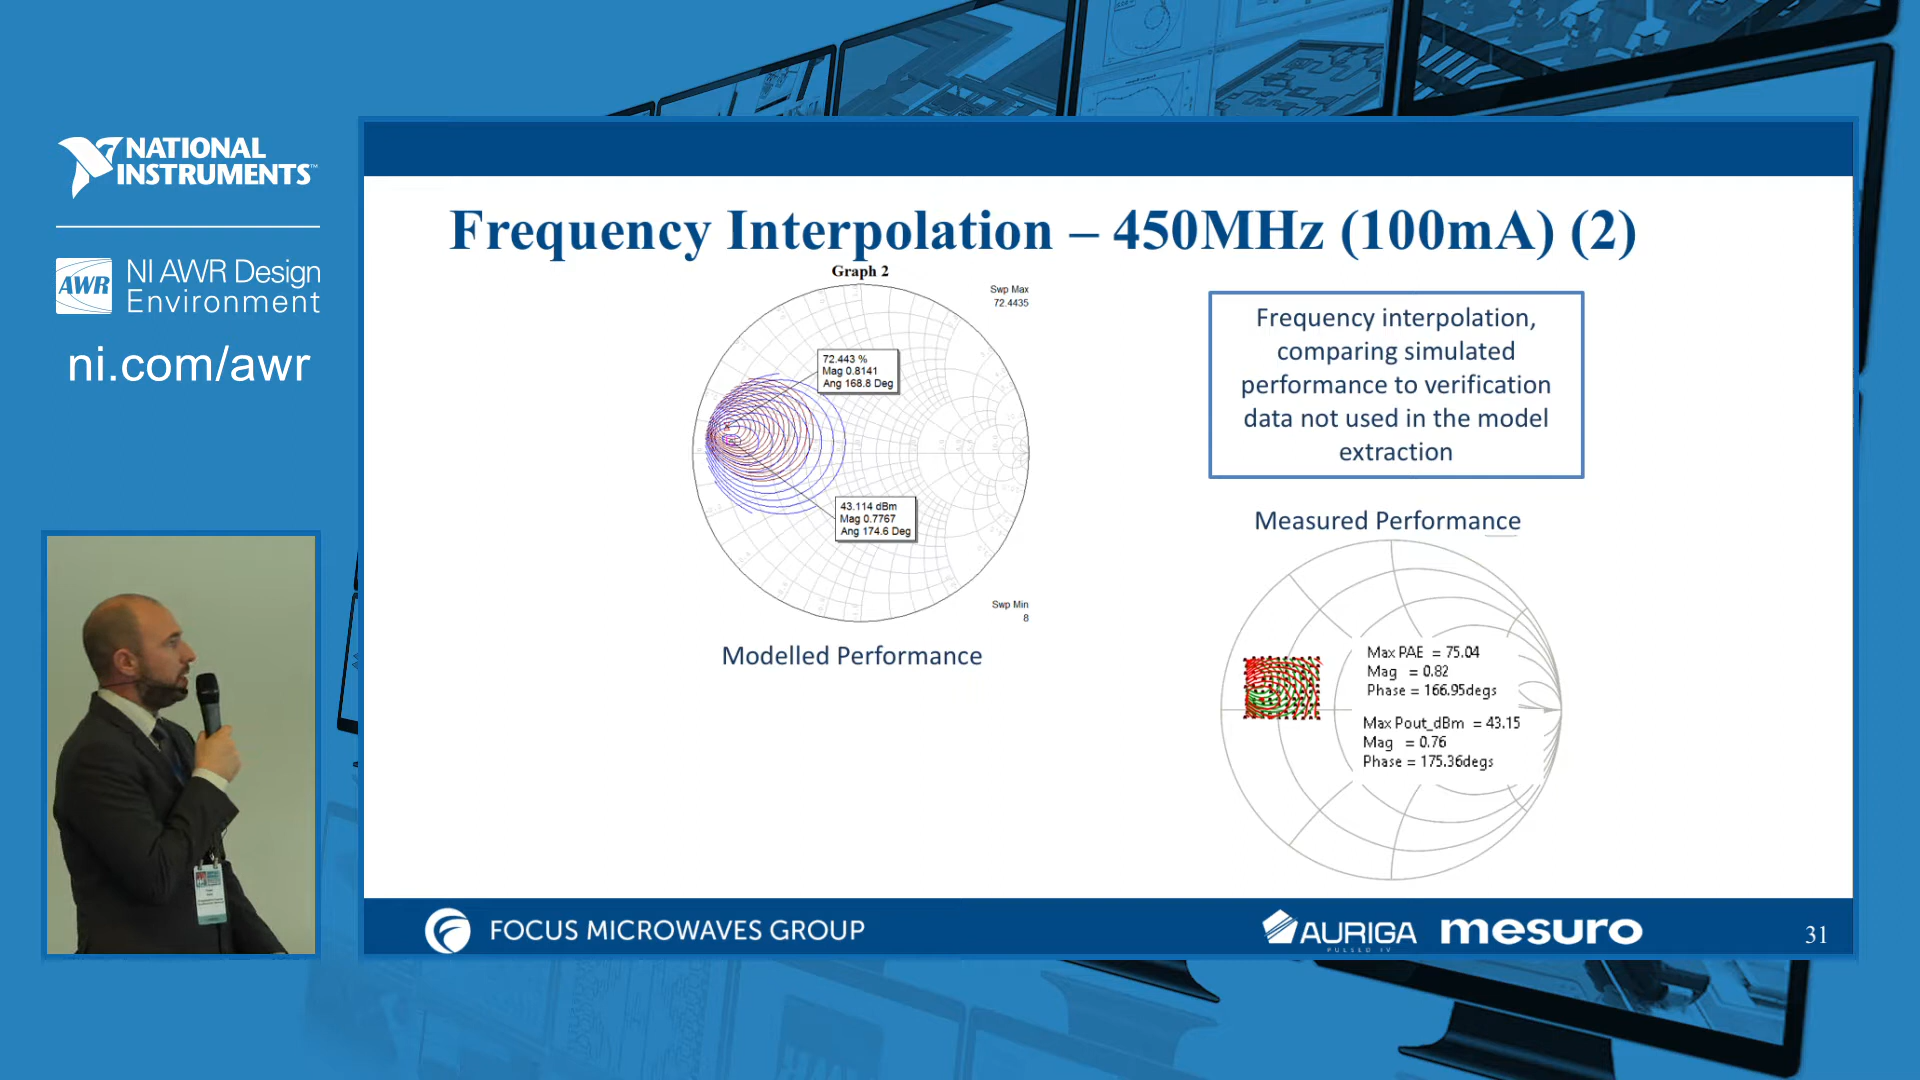 NATIONAL
INSTRUMENTS™
AWR
NI AWR Design
Environment
ni.com/awr
Frequency Interpolation – 450MHz (100mA) (2)
Graph 2
Swp Max
72.4435
72.443 %
Mag 0.8141
Ang 168.8 Deg
43.114 dBm
Mag 0.7767
Ang 174.6 Deg
Swp Min
8
Modelled Performance
Frequency interpolation,
comparing simulated
performance to verification
data not used in the model
extraction
Measured Performance
Max PAE = 75.04
Mag = 0.82
Phase = 166.95degs
Max Pout_dBm = 43.15
Mag = 0.76
Phase = 175.36degs
FOCUS MICROWAVES GROUP
AURIGA
PULSED IV
mesuro
31